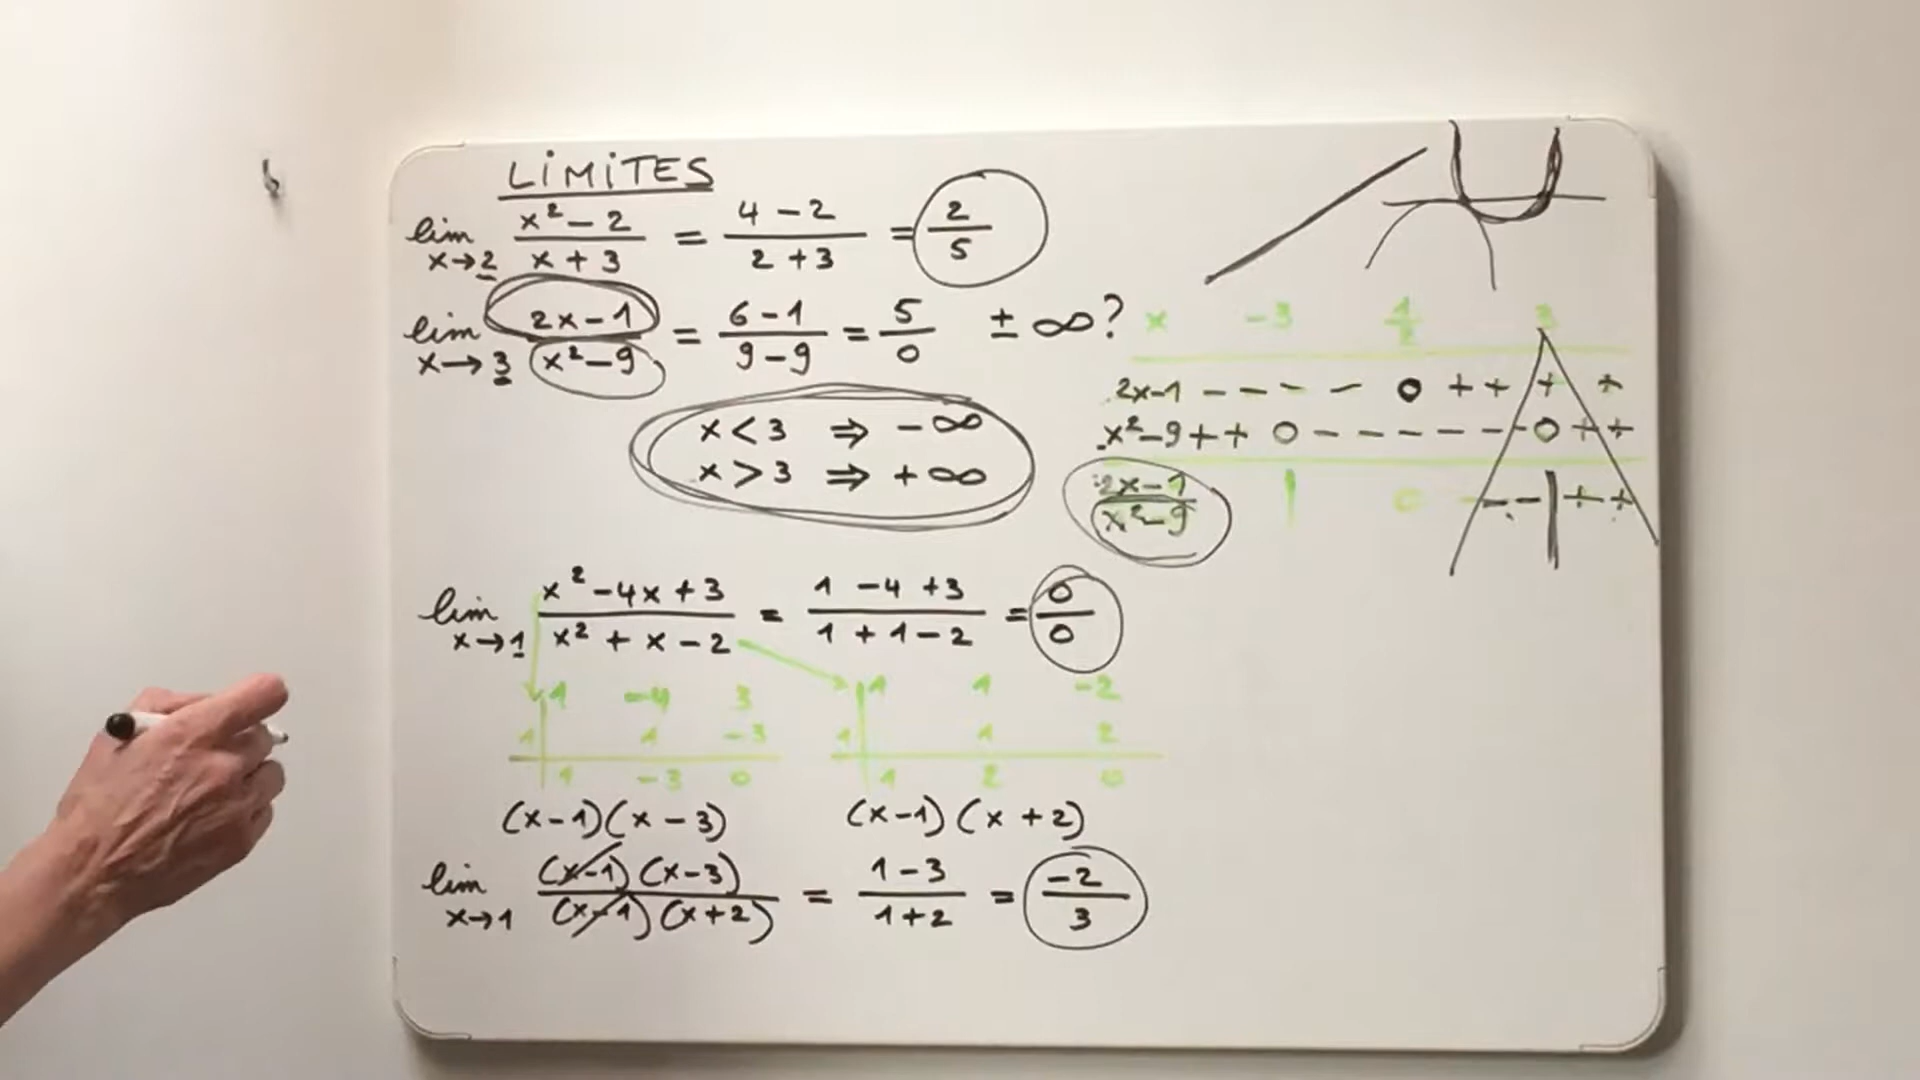 LiMiTES
lim x→2 (x² – 2)/(x + 3) = (4 – 2)/(2 + 3) = 2/5
lim x→3 (2x – 1)/(x² – 9) = (6 – 1)/(9 – 9) = 5/0 ± ∞?
x < 3 ⇒ – ∞
x > 3 ⇒ + ∞
x -3 1/2 3
2x-1 - - - - 0 + + + +
x²-9 + + 0 - - - - - - 0 + +
(2x-1)/(x²-9) | 0 - - - | + +
lim x→1 (x² – 4x + 3)/(x² + x – 2) = (1 – 4 + 3)/(1 + 1 – 2) = 0/0
1 -4 3 1 1 -2
1 1 -3 1 1 2
1 -3 0 1 2 0
(x-1)(x - 3) (x-1)(x + 2)
lim x→1 (x-1)(x-3)/(x-1)(x+2) = (1 – 3)/(1+2) = -2/3